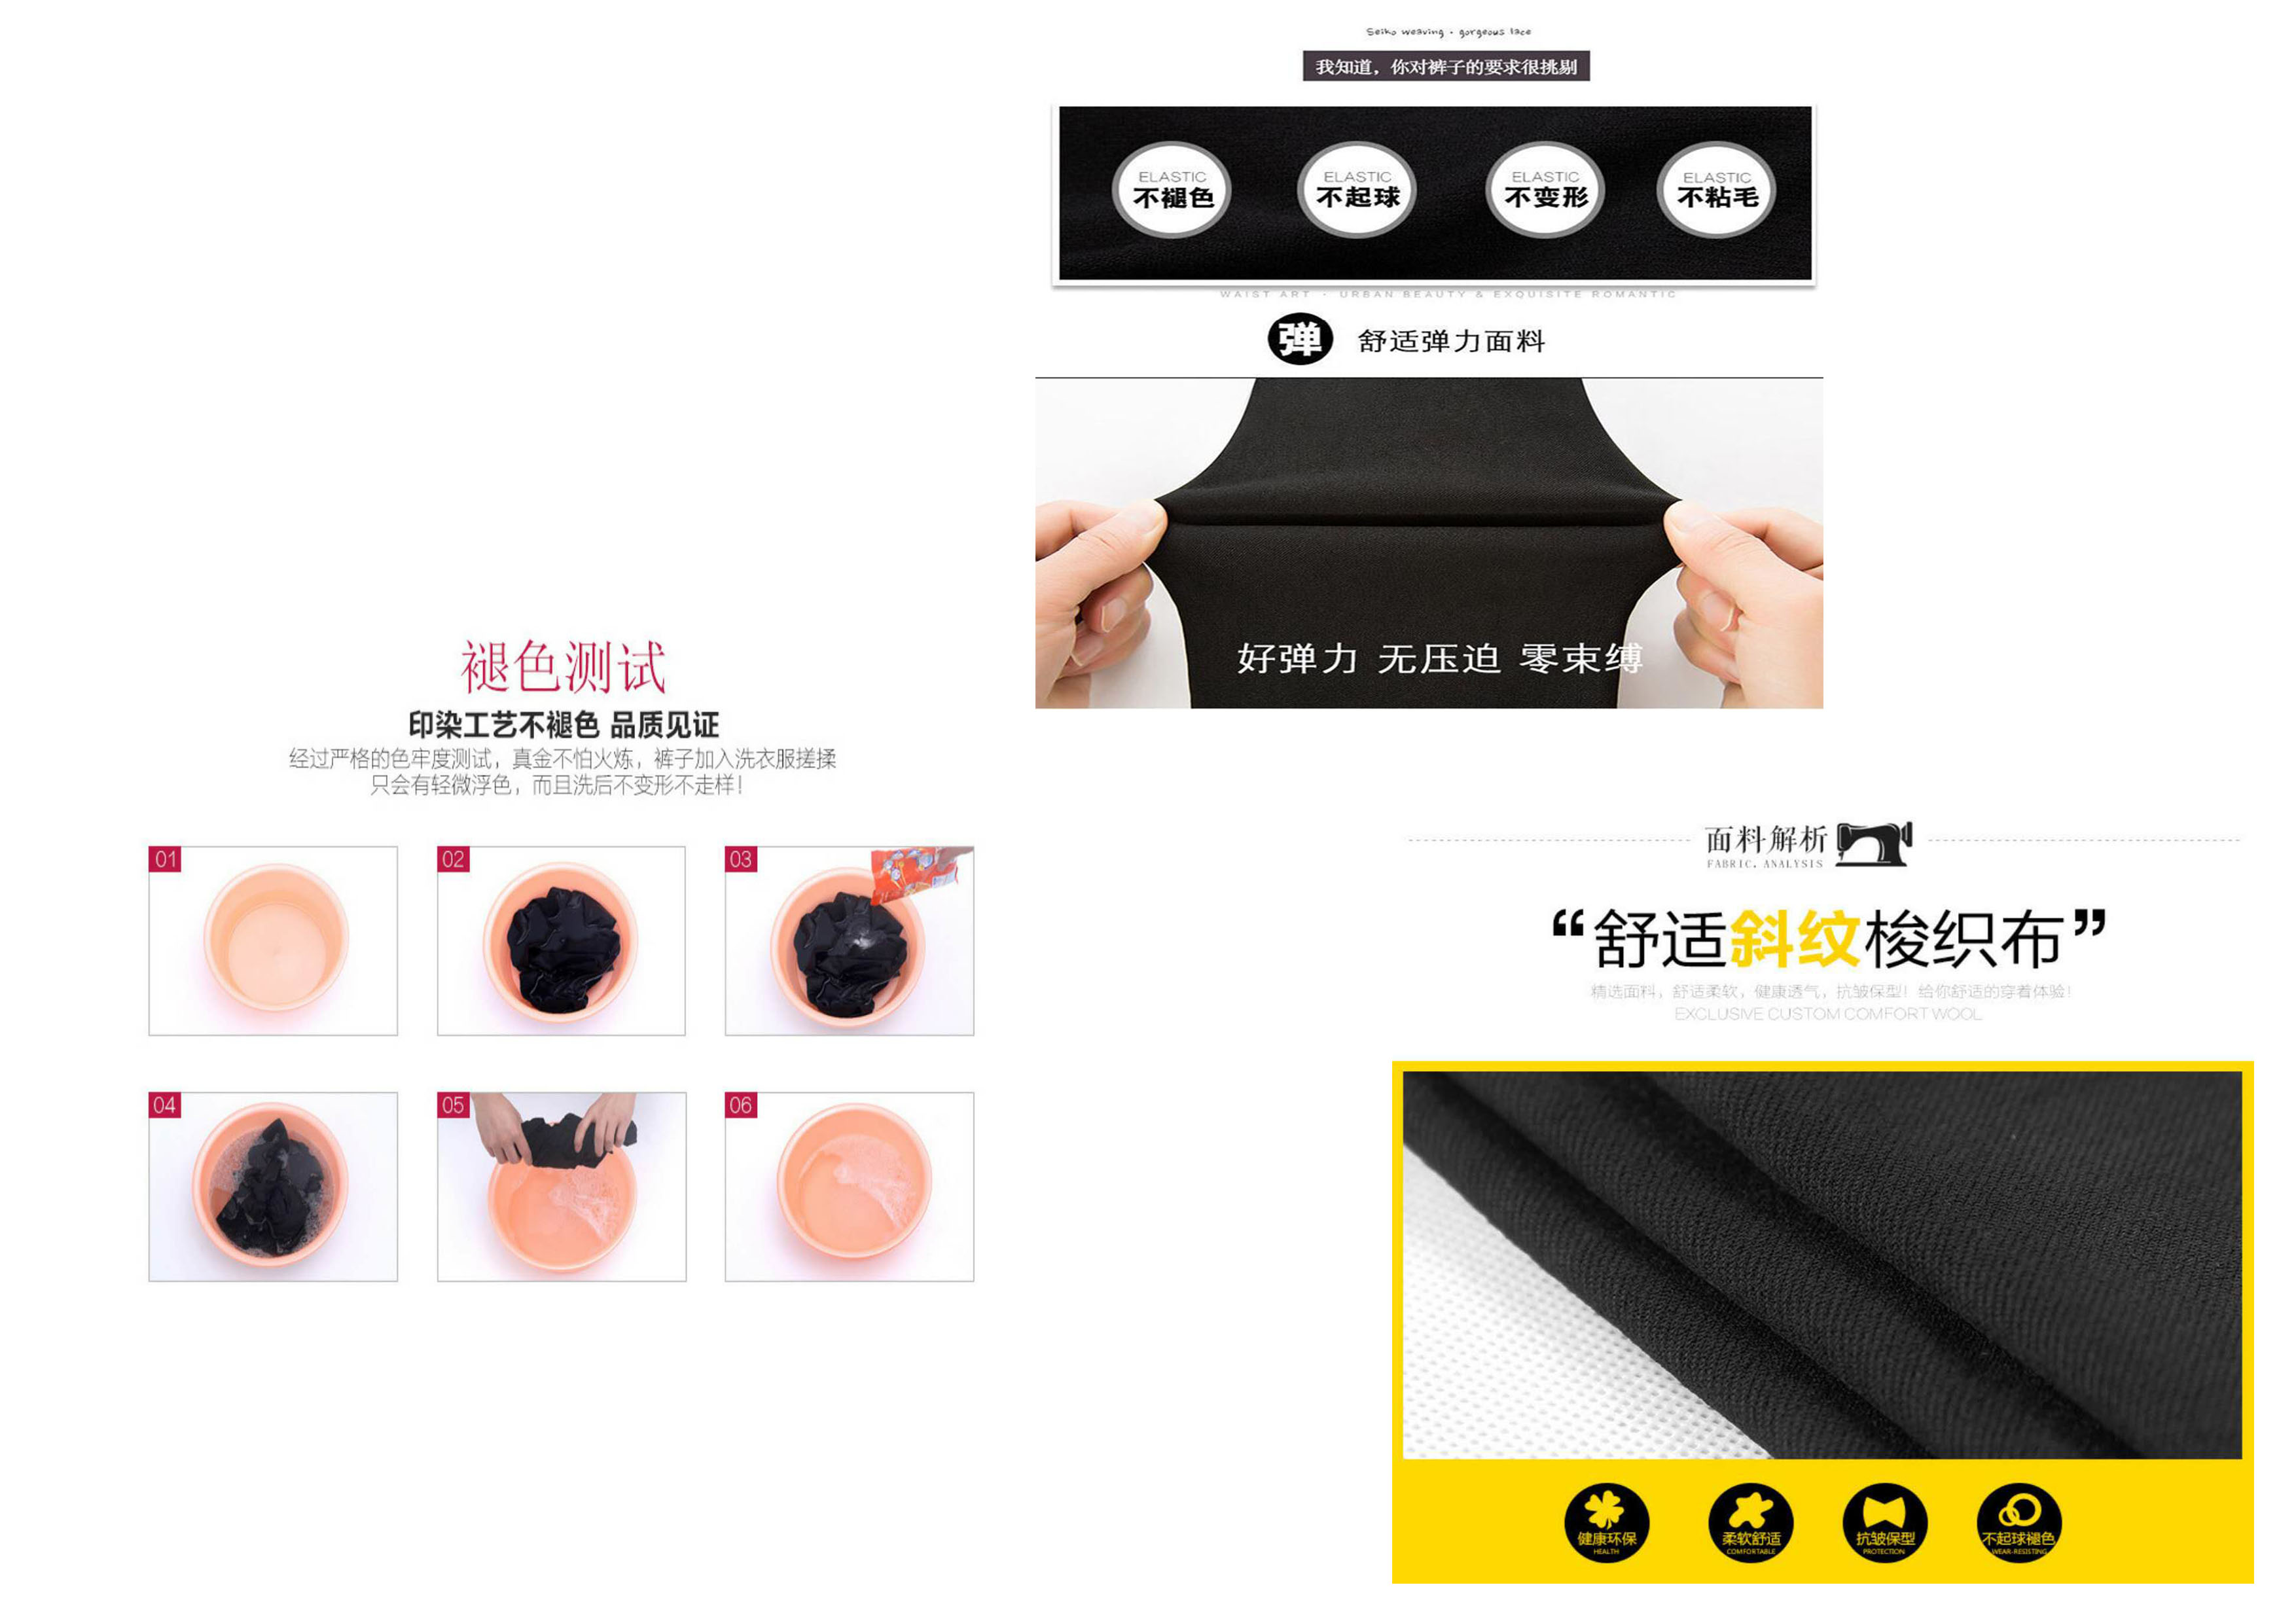 Seiko weaving · gorgeous lace
我知道，你对裤子的要求很挑剔
ELASTIC
不褪色
ELASTIC
不起球
ELASTIC
不变形
ELASTIC
不粘毛
WAIST ART · URBAN BEAUTY & EXQUISITE ROMANTIC
弹 舒适弹力面料
好弹力 无压迫 零束缚
褪色测试
印染工艺不褪色 品质见证
经过严格的色牢度测试，真金不怕火炼，裤子加入洗衣服搓揉
只会有轻微浮色，而且洗后不变形不走样！
01
02
03
04
05
06
面料解析
FABRIC. ANALYSIS
“舒适斜纹梭织布”
精选面料，舒适柔软，健康透气，抗皱保型！给你舒适的穿着体验！
EXCLUSIVE CUSTOM COMFORT WOOL
健康环保
HEALTH
柔软舒适
COMFORTABLE
抗皱保型
PROTECTION
不起球褪色
WEAR-RESISTING